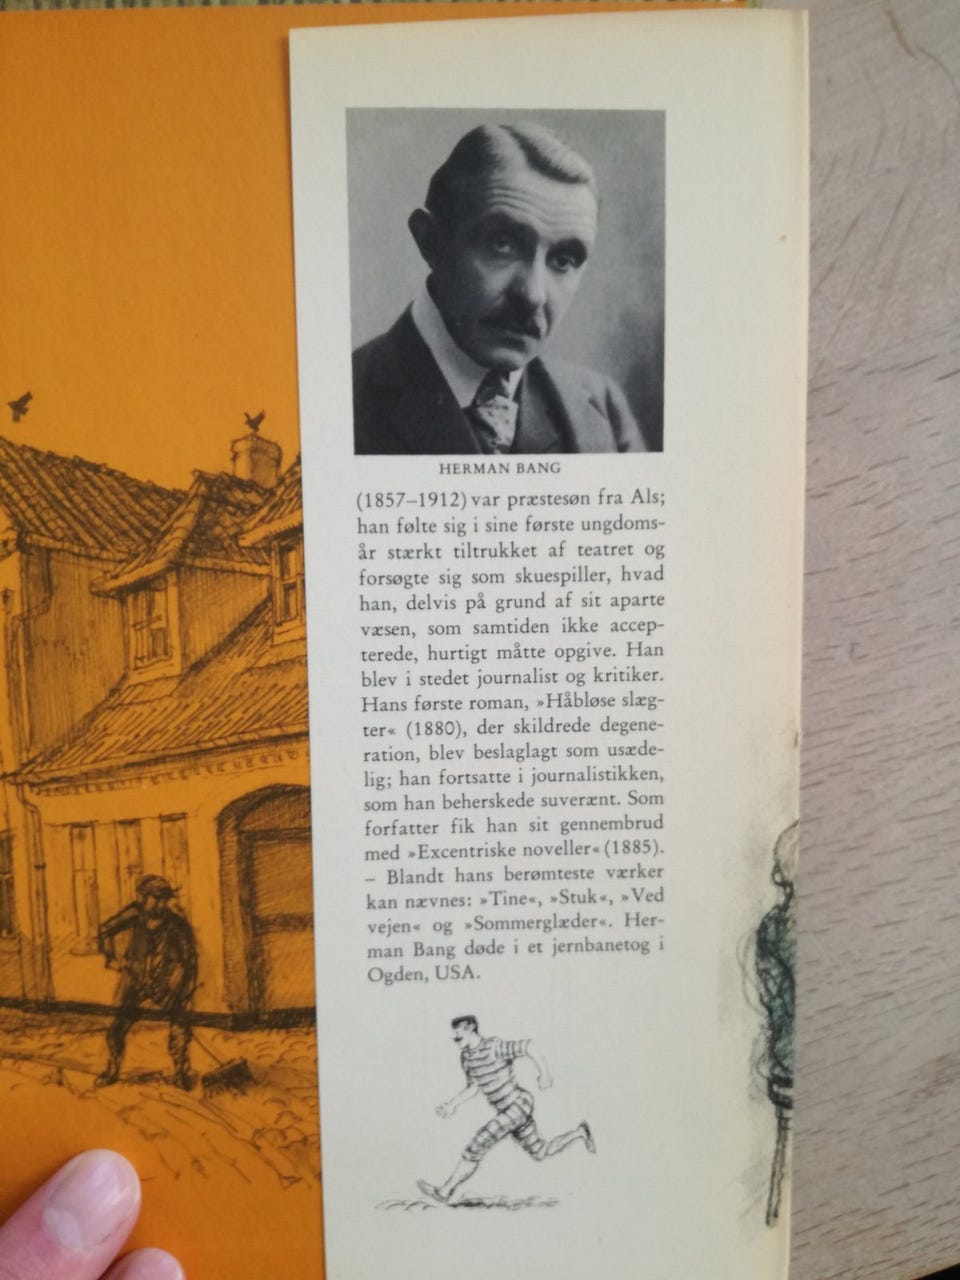 HERMAN BANG
(1857–1912) var præstesøn fra Als;
han følte sig i sine første ungdoms-
år stærkt tiltrukket af teatret og
forsøgte sig som skuespiller, hvad
han, delvis på grund af sit aparte
væsen, som samtiden ikke accep-
terede, hurtigt måtte opgive. Han
blev i stedet journalist og kritiker.
Hans første roman, »Håbløse slæg-
ter« (1880), der skildrede degene-
ration, blev beslaglagt som usæde-
lig; han fortsatte i journalistikken,
som han beherskede suverænt. Som
forfatter fik han sit gennembrud
med »Excentriske noveller« (1885).
– Blandt hans berømteste værker
kan nævnes: »Tine«, »Stuk«, »Ved
vejen« og »Sommerglæder«. Her-
man Bang døde i et jernbanetog i
Ogden, USA.